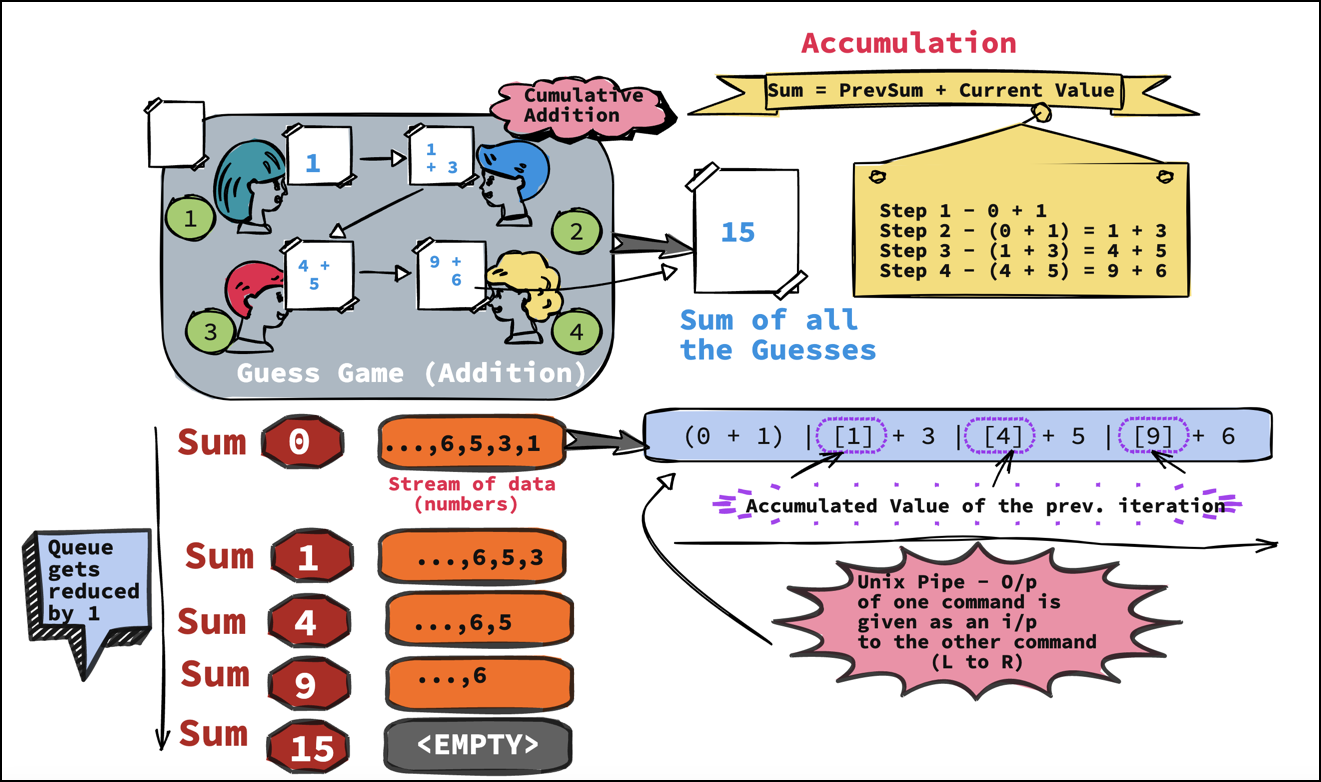 Accumulation
Sum = PrevSum + Current Value
Cumulative
Addition
1
1
+ 3
1
2
4 +
5
9 +
6
3
4
Guess Game (Addition)
15
Sum of all
the Guesses
Step 1 - 0 + 1
Step 2 - (0 + 1) = 1 + 3
Step 3 - (1 + 3) = 4 + 5
Step 4 - (4 + 5) = 9 + 6
Sum 0 ...,6,5,3,1
Stream of data
(numbers)
(0 + 1) | [1] + 3 | [4] + 5 | [9] + 6
Accumulated Value of the prev. iteration
Queue
gets
reduced
by 1
Sum 1 ...,6,5,3
Sum 4 ...,6,5
Sum 9 ...,6
Sum 15 <EMPTY>
Unix Pipe - O/p
of one command is
given as an i/p
to the other command
(L to R)